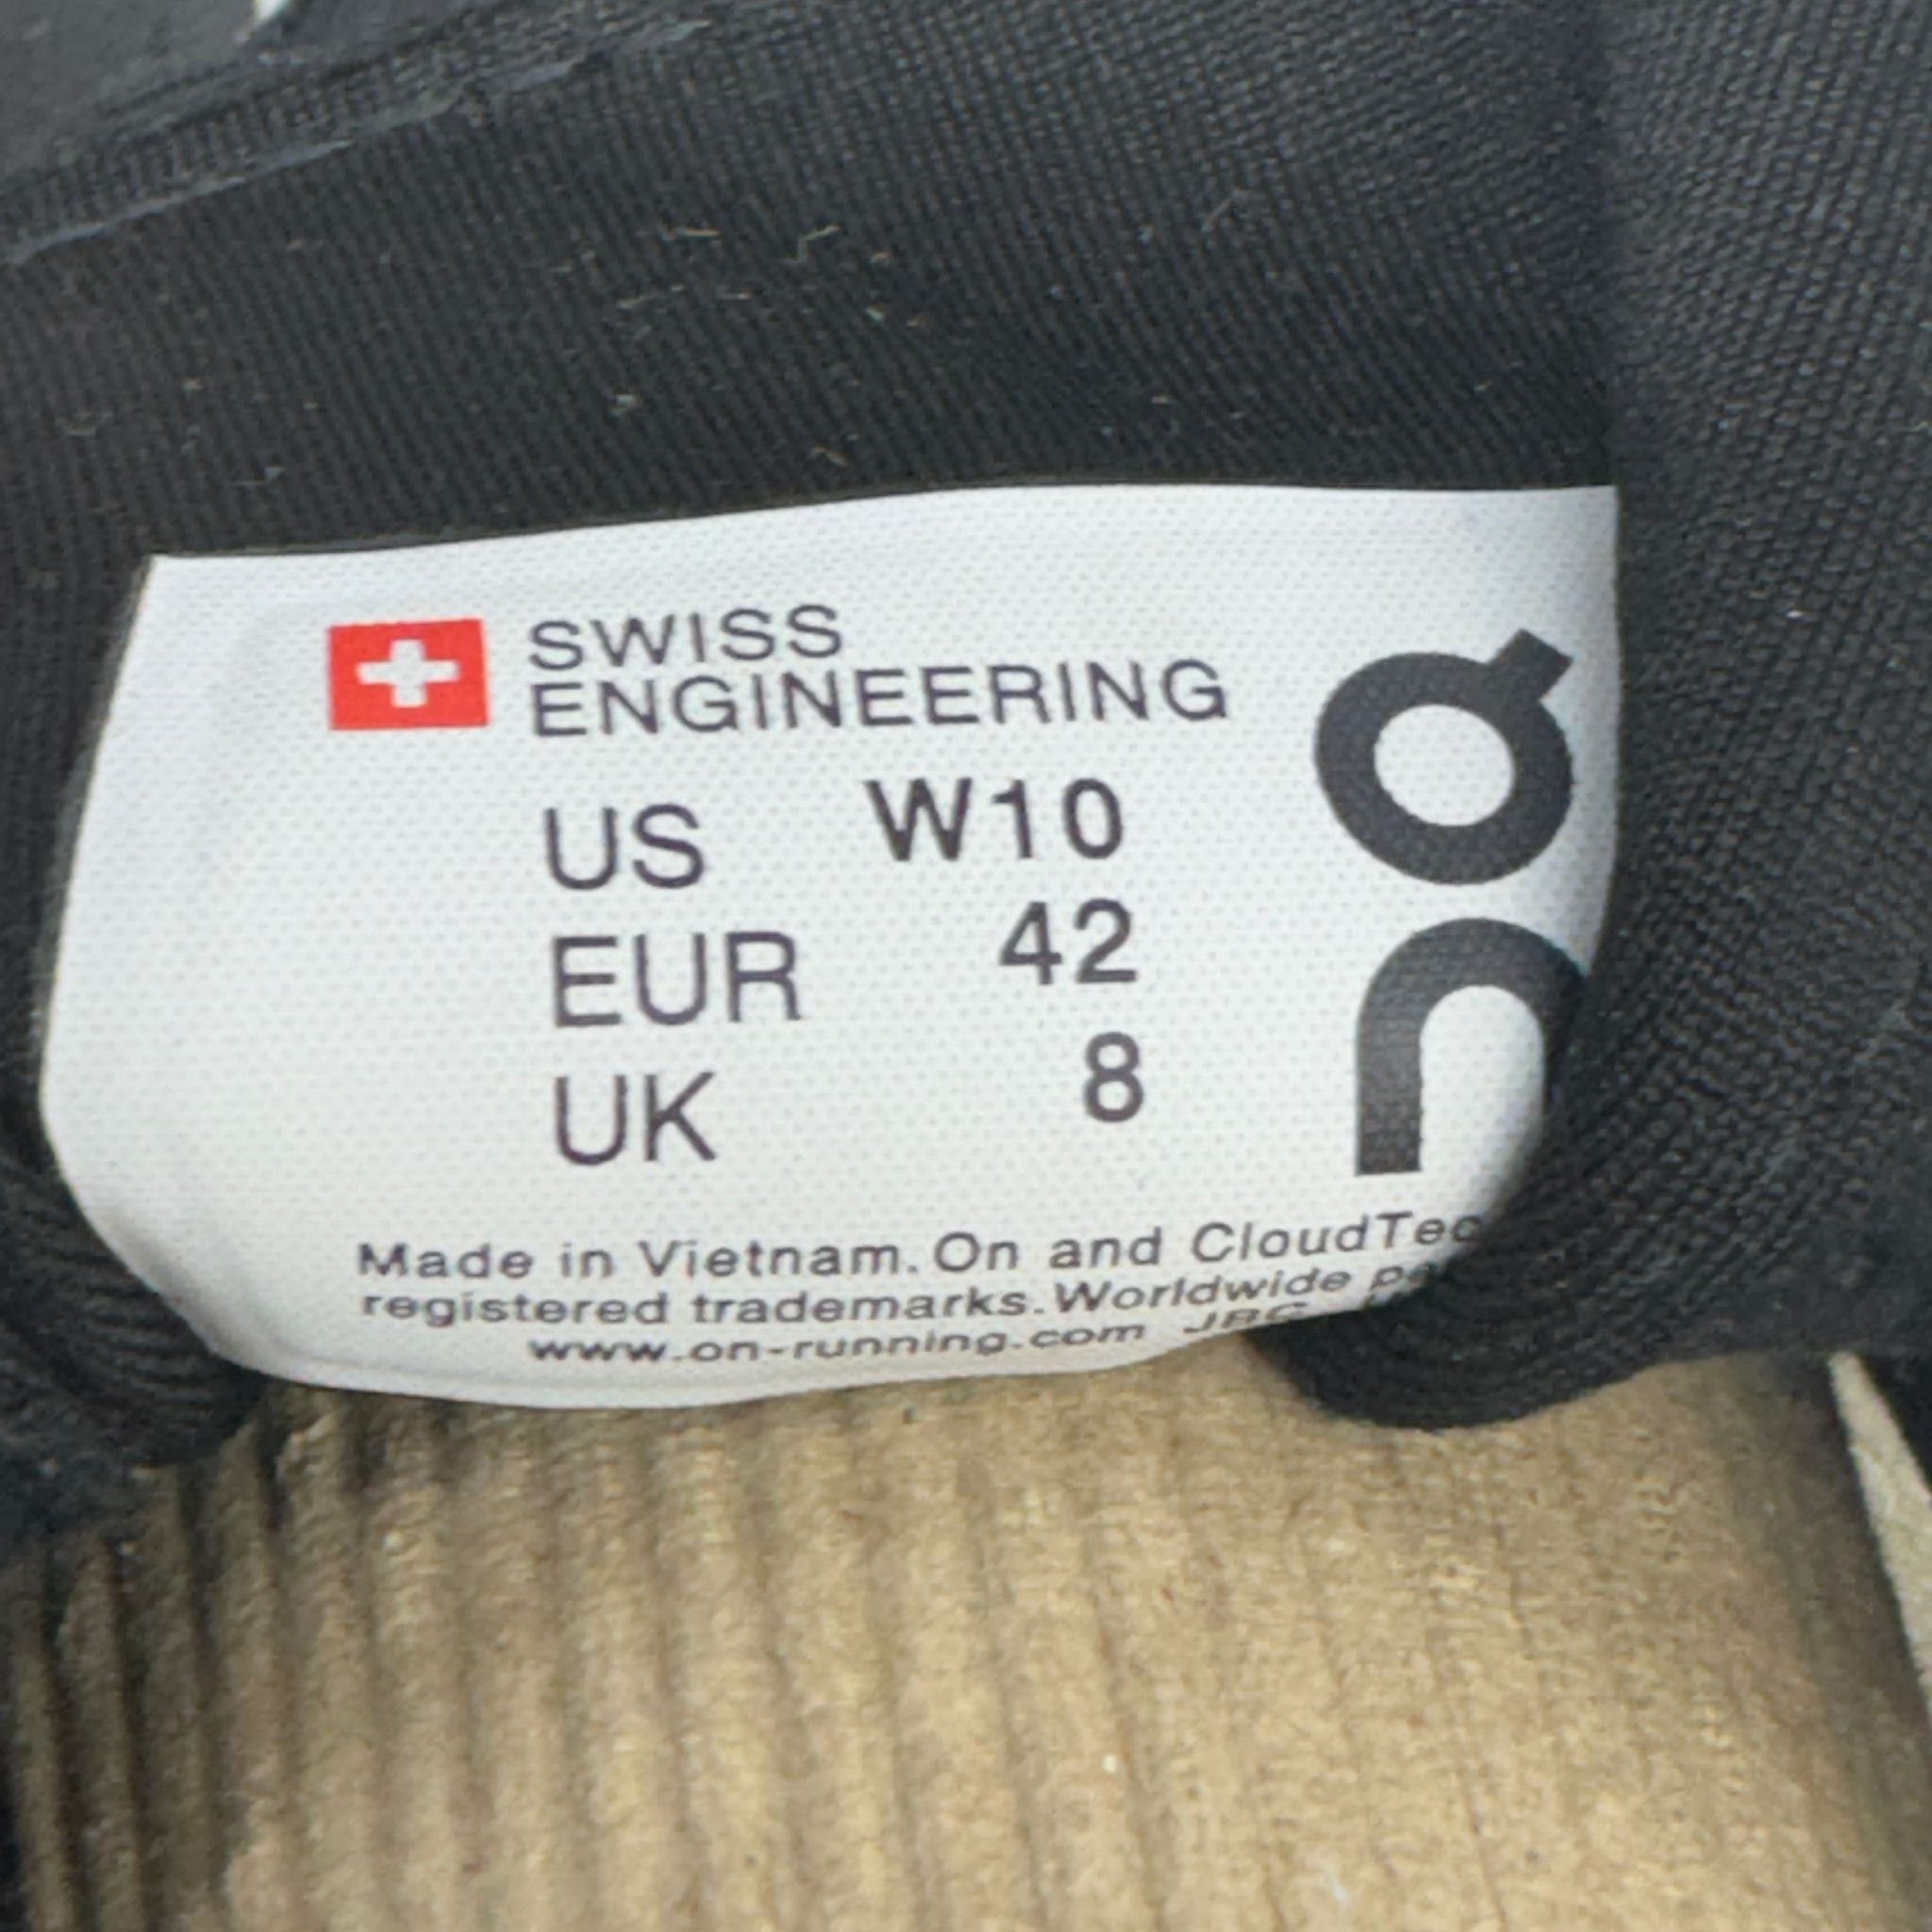 SWISS
ENGINEERING
US W10
EUR 42
UK 8
On
Made in Vietnam. On and
registered trademarks. Worldwide
www.on-running.com